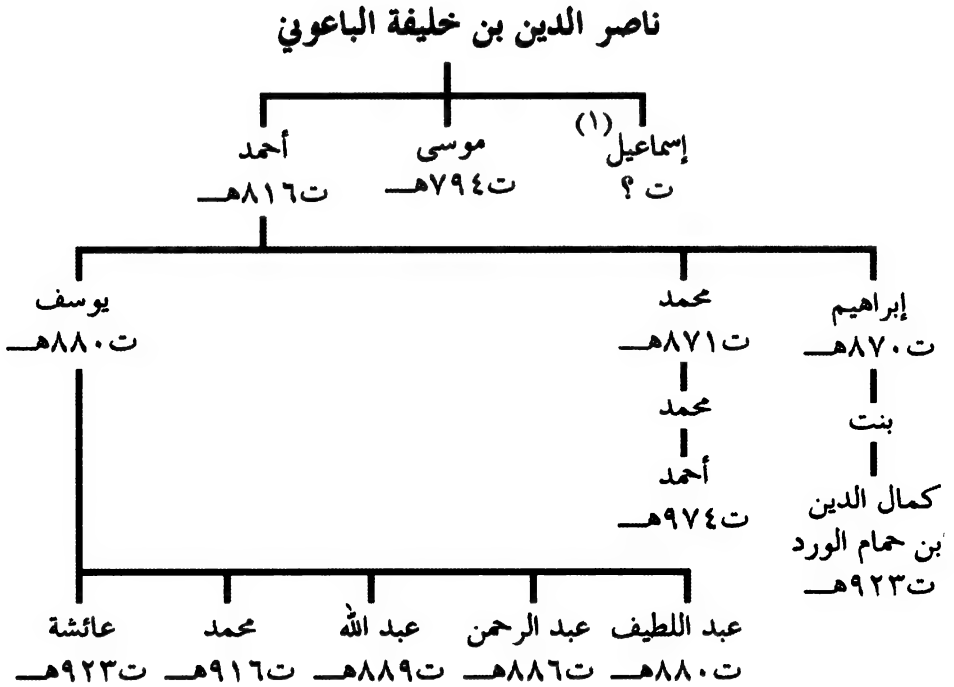 ناصر الدين بن خليفة الباعوني
إسماعيل(١) موسى أحمد
ت ؟ ت٧٩٤هـ ت٨١٦هـ
إبراهيم محمد يوسف
ت٨٧٠هـ ت٨٧١هـ ت٨٨٠هـ
بنت محمد
كمال الدين أحمد
بن حمام الورد ت٩٧٤هـ
ت٩٢٣هـ
عبد اللطيف عبد الرحمن عبد الله محمد عائشة
ت٨٨٠هـ ت٨٨٦هـ ت٨٨٩هـ ت٩١٦هـ ت٩٢٣هـ